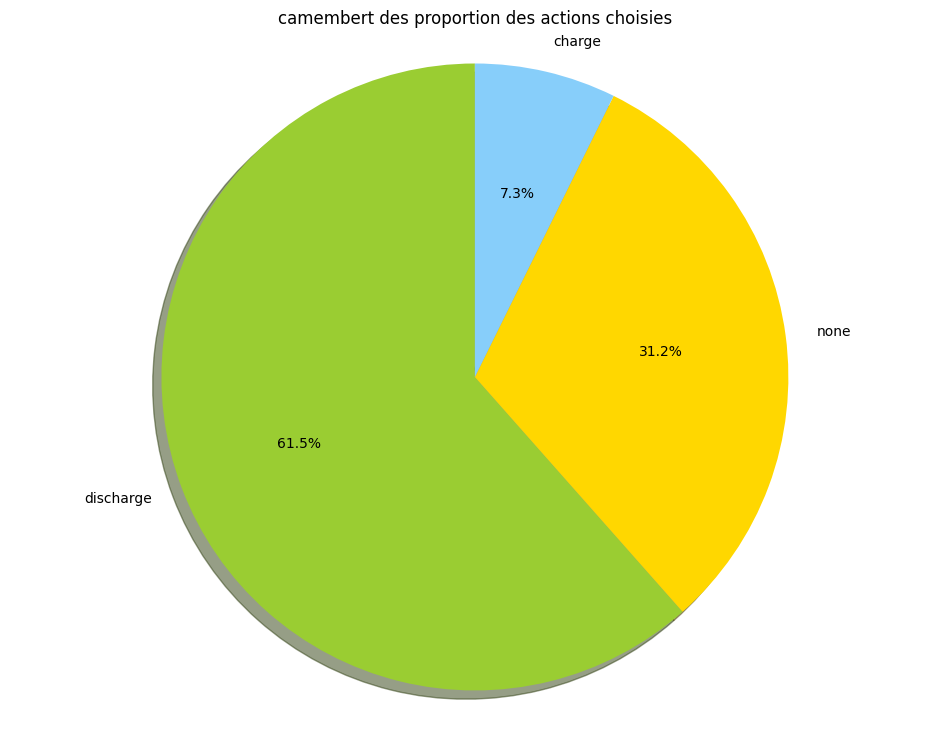 camembert des proportion des actions choisies
charge
7.3%
none
31.2%
61.5%
discharge